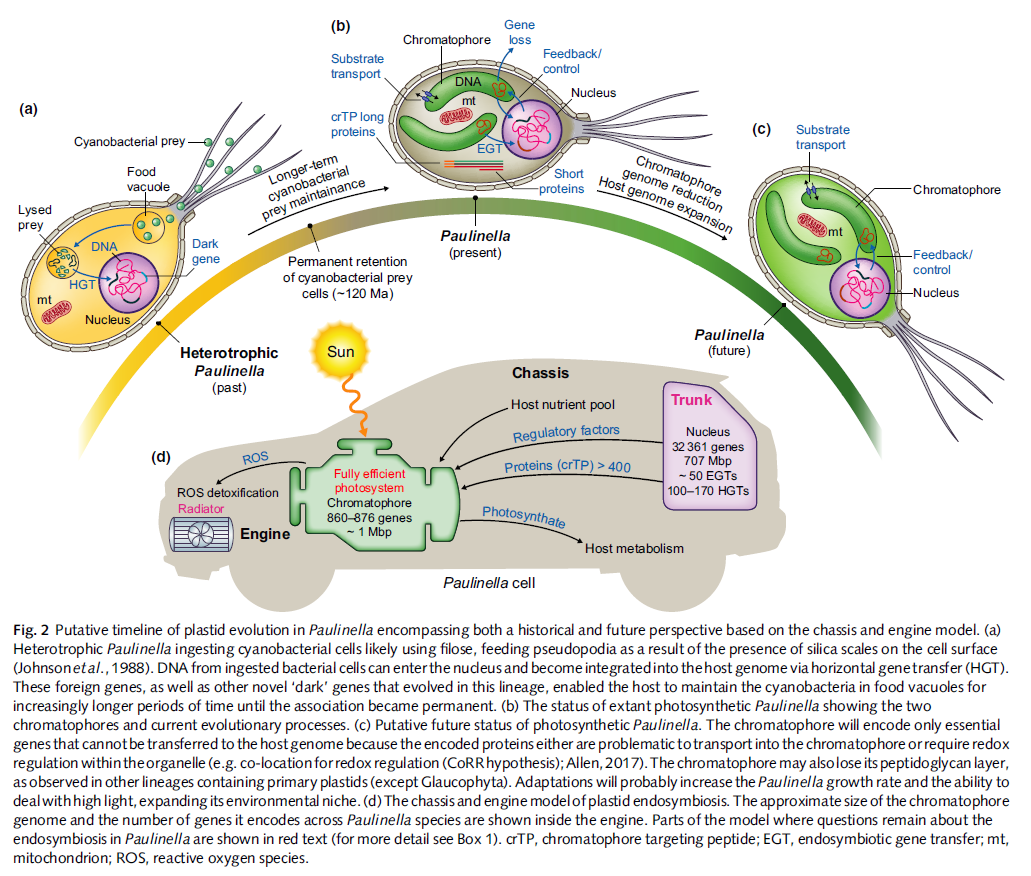 (a)
Cyanobacterial prey
Food
vacuole
Lysed
prey
DNA
Dark
gene
HGT
mt
Nucleus
Heterotrophic
Paulinella
(past)
Longer-term
cyanobacterial
prey maintainance
Permanent retention
of cyanobacterial prey
cells (~120 Ma)
(b)
Chromatophore
Gene
loss
Substrate
transport
Feedback/
control
DNA
mt
Nucleus
crTP long
proteins
EGT
Short
proteins
Paulinella
(present)
Chromatophore
genome reduction
Host genome expansion
(c)
Substrate
transport
Chromatophore
mt
Feedback/
control
Nucleus
Paulinella
(future)
Sun
(d)
Chassis
Host nutrient pool
Regulatory factors
Proteins (crTP) > 400
Photosynthate
Host metabolism
Trunk
Nucleus
32 361 genes
707 Mbp
~ 50 EGTs
100–170 HGTs
ROS
ROS detoxification
Radiator
Engine
Fully efficient
photosystem
Chromatophore
860–876 genes
~ 1 Mbp
Paulinella cell
Fig. 2 Putative timeline of plastid evolution in Paulinella encompassing both a historical and future perspective based on the chassis and engine model. (a)
Heterotrophic Paulinella ingesting cyanobacterial cells likely using filose, feeding pseudopodia as a result of the presence of silica scales on the cell surface
(Johnson et al., 1988). DNA from ingested bacterial cells can enter the nucleus and become integrated into the host genome via horizontal gene transfer (HGT).
These foreign genes, as well as other novel ‘dark’ genes that evolved in this lineage, enabled the host to maintain the cyanobacteria in food vacuoles for
increasingly longer periods of time until the association became permanent. (b) The status of extant photosynthetic Paulinella showing the two
chromatophores and current evolutionary processes. (c) Putative future status of photosynthetic Paulinella. The chromatophore will encode only essential
genes that cannot be transferred to the host genome because the encoded proteins either are problematic to transport into the chromatophore or require redox
regulation within the organelle (e.g. co-location for redox regulation (CoRR hypothesis); Allen, 2017). The chromatophore may also lose its peptidoglycan layer,
as observed in other lineages containing primary plastids (except Glaucophyta). Adaptations will probably increase the Paulinella growth rate and the ability to
deal with high light, expanding its environmental niche. (d) The chassis and engine model of plastid endosymbiosis. The approximate size of the chromatophore
genome and the number of genes it encodes across Paulinella species are shown inside the engine. Parts of the model where questions remain about the
endosymbiosis in Paulinella are shown in red text (for more detail see Box 1). crTP, chromatophore targeting peptide; EGT, endosymbiotic gene transfer; mt,
mitochondrion; ROS, reactive oxygen species.